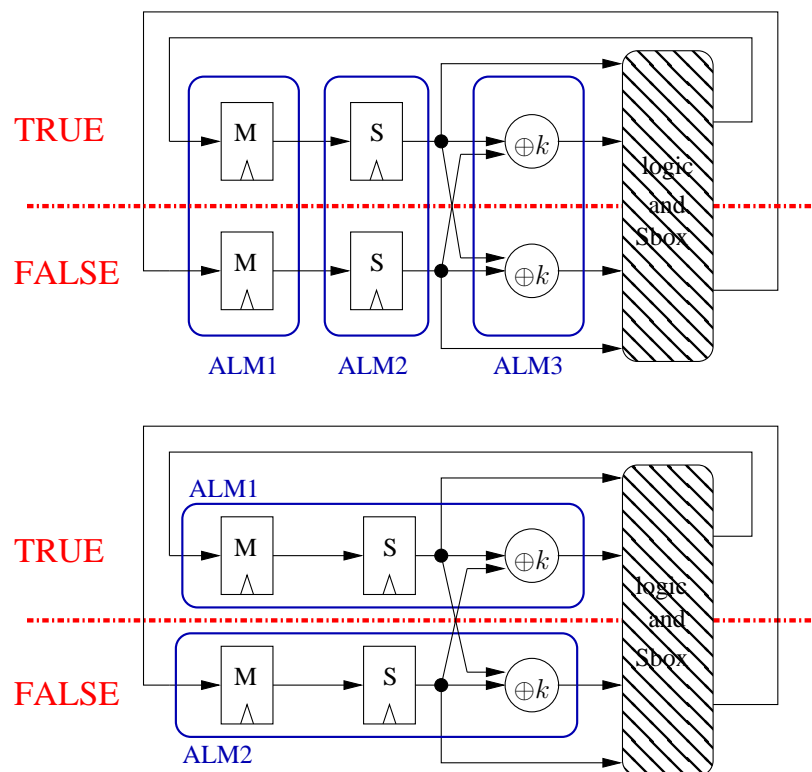 TRUE
M
S
⊕k
logic
and
Sbox
FALSE
M
S
⊕k
ALM1
ALM2
ALM3
ALM1
TRUE
M
S
⊕k
logic
and
Sbox
FALSE
M
S
⊕k
ALM2